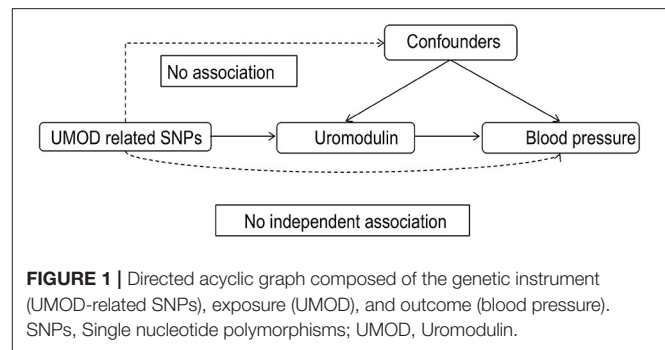 Confounders
No association
UMOD related SNPs
Uromodulin
Blood pressure
No independent association
FIGURE 1 | Directed acyclic graph composed of the genetic instrument
(UMOD-related SNPs), exposure (UMOD), and outcome (blood pressure).
SNPs, Single nucleotide polymorphisms; UMOD, Uromodulin.